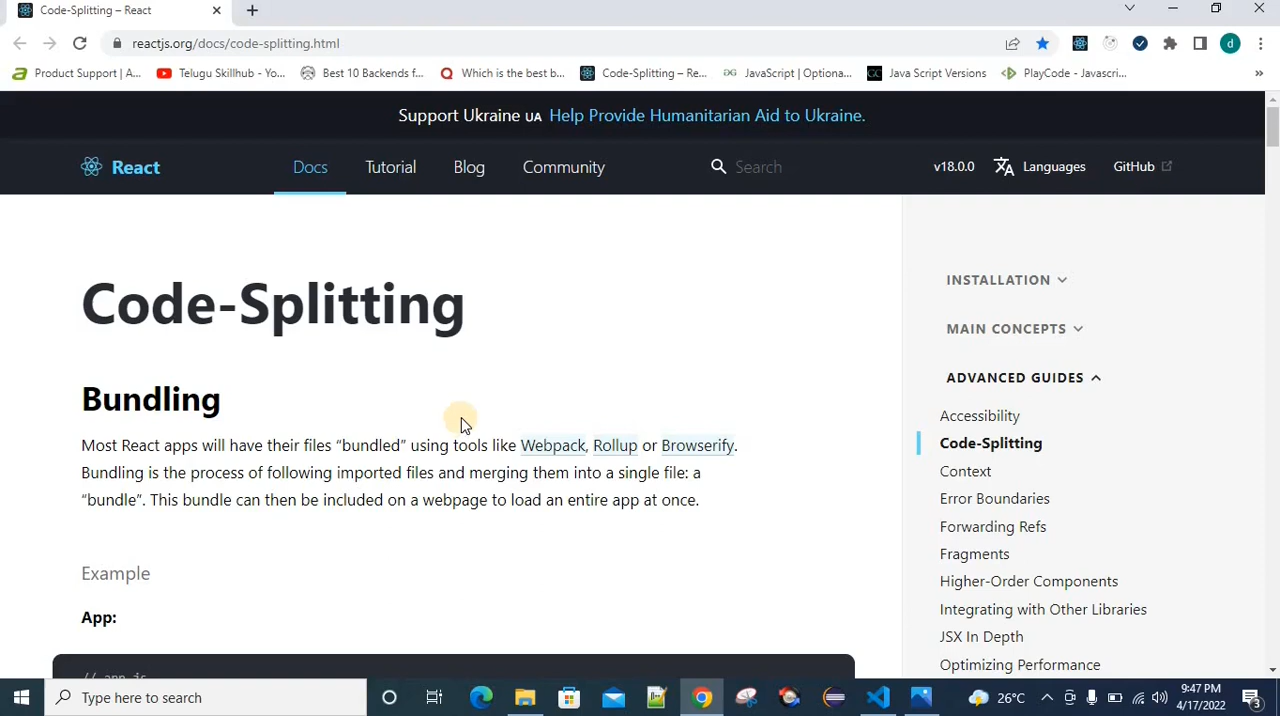 Code-Splitting – React
reactjs.org/docs/code-splitting.html
d
Product Support | A...
Telugu Skillhub - Yo...
Best 10 Backends f...
Which is the best b...
Code-Splitting – Re...
JavaScript | Optiona...
Java Script Versions
PlayCode - Javascri...
»
Support Ukraine UA Help Provide Humanitarian Aid to Ukraine.
React
Docs
Tutorial
Blog
Community
Search
v18.0.0
Languages
GitHub
Code-Splitting
Bundling
Most React apps will have their files “bundled” using tools like Webpack, Rollup or Browserify.
Bundling is the process of following imported files and merging them into a single file: a
“bundle”. This bundle can then be included on a webpage to load an entire app at once.
Example
App:
// app.js
INSTALLATION
MAIN CONCEPTS
ADVANCED GUIDES
Accessibility
Code-Splitting
Context
Error Boundaries
Forwarding Refs
Fragments
Higher-Order Components
Integrating with Other Libraries
JSX In Depth
Optimizing Performance
Type here to search
26°C
9:47 PM
4/17/2022
3